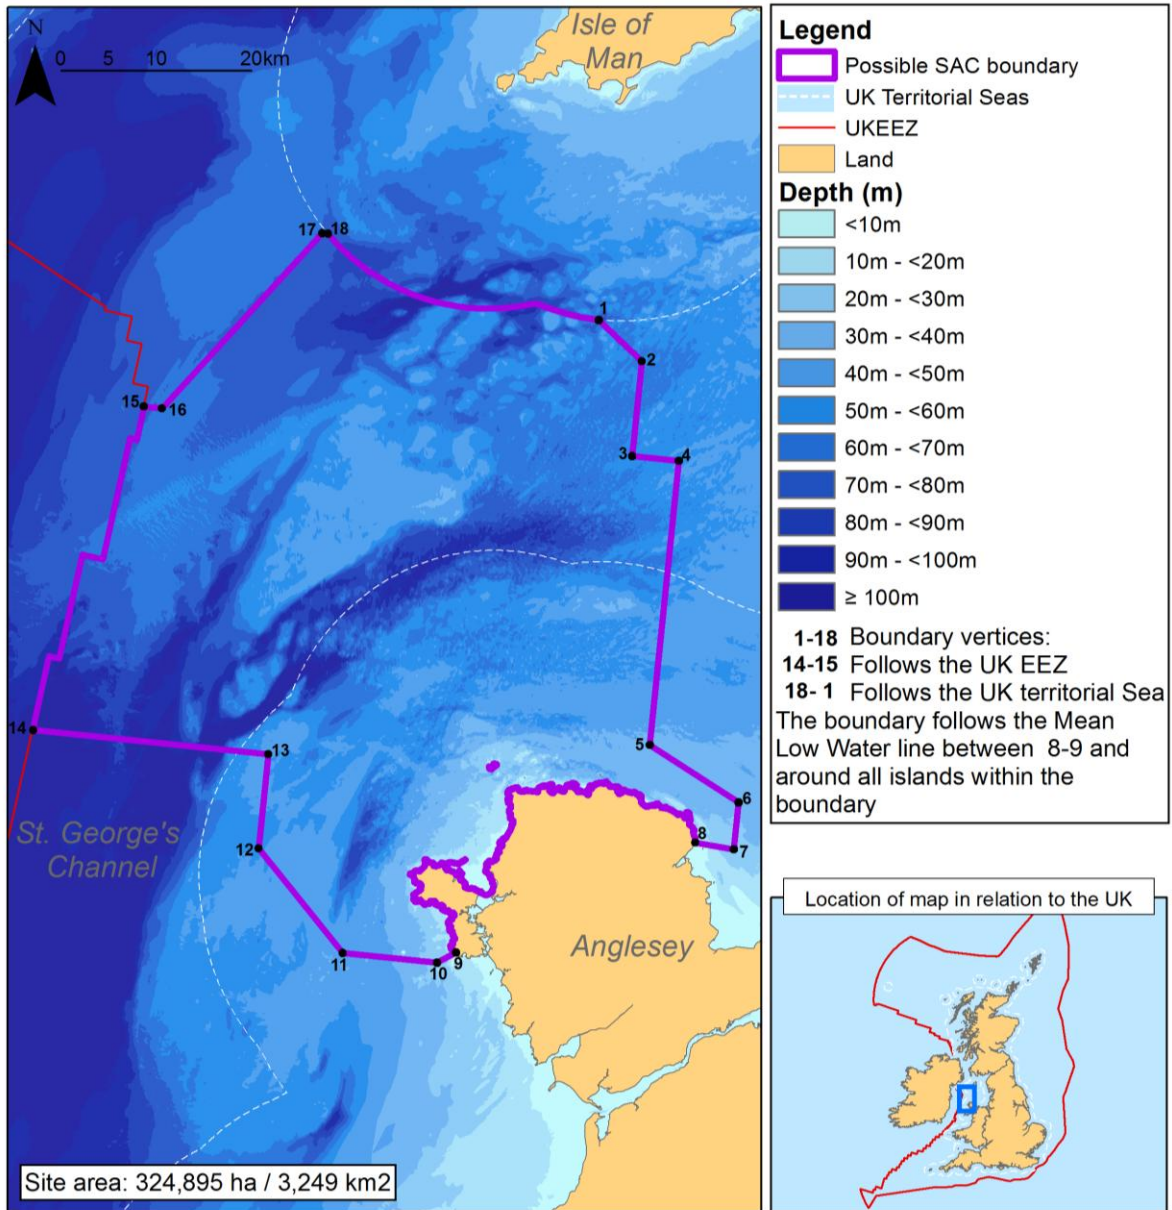 N
0 5 10 20km
Isle of
Man
17 18
1
2
15 16
3 4
14
13
5
6
8
7
12
St. George's
Channel
11
10 9
Anglesey
Site area: 324,895 ha / 3,249 km2
Legend
Possible SAC boundary
UK Territorial Seas
UKEEZ
Land
Depth (m)
<10m
10m - <20m
20m - <30m
30m - <40m
40m - <50m
50m - <60m
60m - <70m
70m - <80m
80m - <90m
90m - <100m
≥ 100m
1-18 Boundary vertices:
14-15 Follows the UK EEZ
18- 1 Follows the UK territorial Sea
The boundary follows the Mean
Low Water line between 8-9 and
around all islands within the
boundary
Location of map in relation to the UK